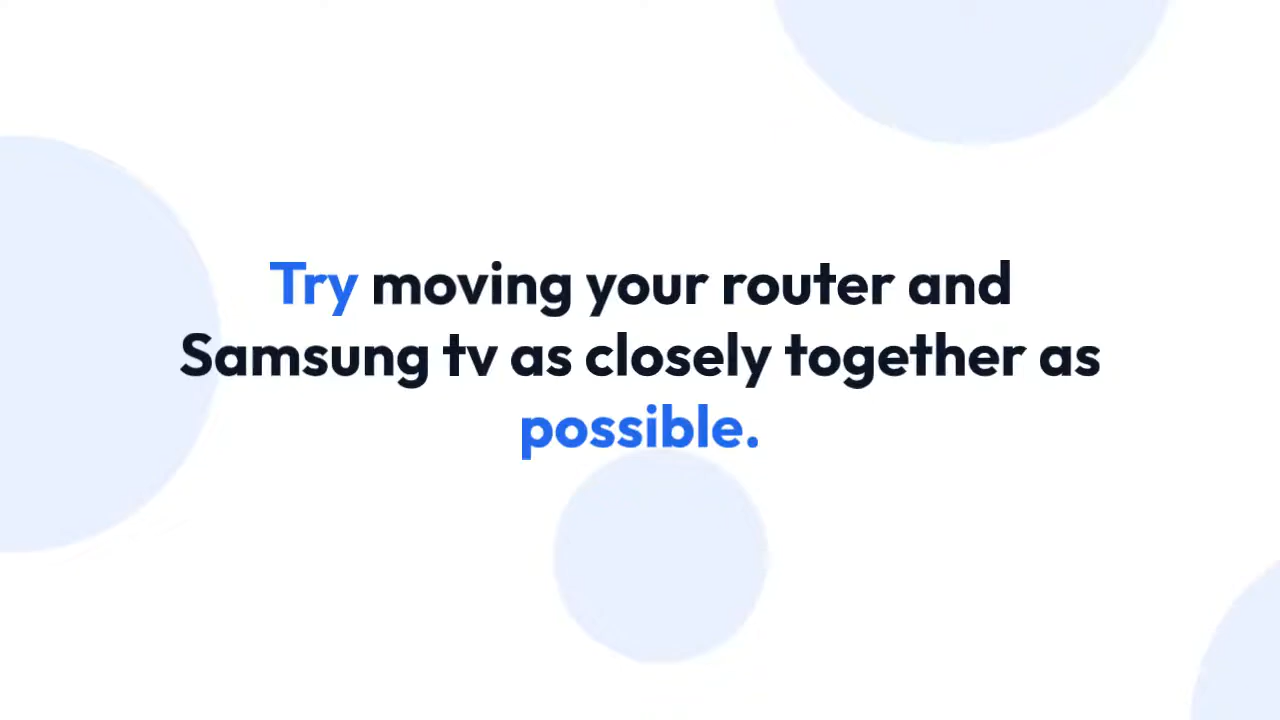 Try moving your router and
Samsung tv as closely together as
possible.